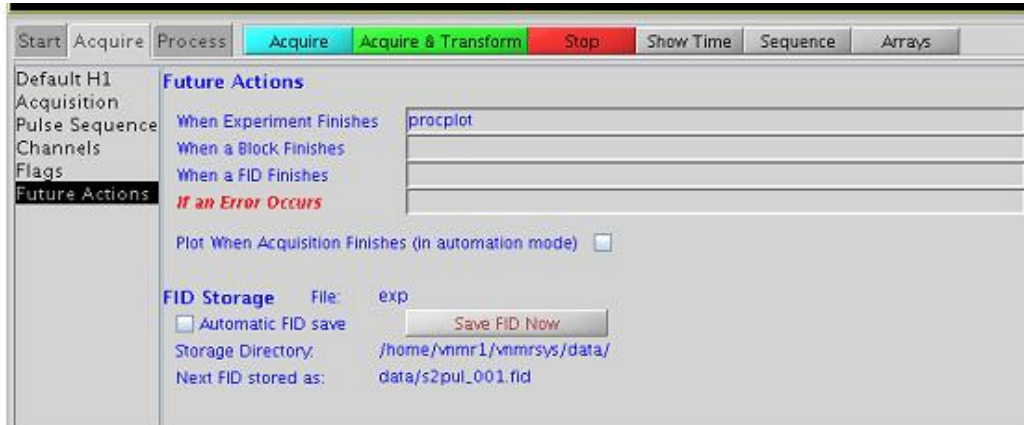 Start Acquire Process Acquire Acquire & Transform Stop Show Time Sequence Arrays
Default H1
Acquisition
Pulse Sequence
Channels
Flags
Future Actions
Future Actions
When Experiment Finishes procplot
When a Block Finishes
When a FID Finishes
If an Error Occurs
Plot When Acquisition Finishes (in automation mode)
FID Storage File: exp
Automatic FID save Save FID Now
Storage Directory: /home/vnmr1/vnmrsys/data/
Next FID stored as: data/s2pul_001.fid